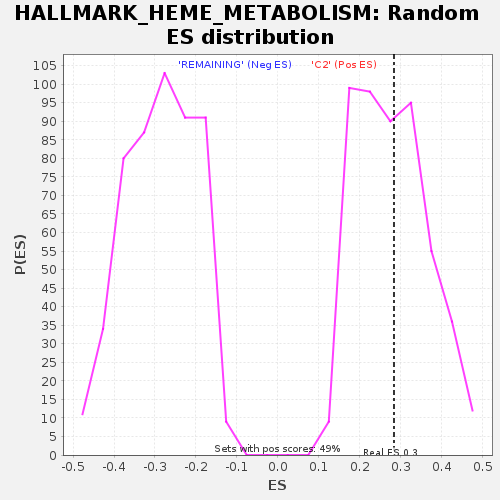 HALLMARK_HEME_METABOLISM: Random
ES distribution
'REMAINING' (Neg ES) 'C2' (Pos ES)
105
100
95
90
85
80
75
70
65
60
55
50
45
40
35
30
25
20
15
10
5
0
P(ES)
Sets with pos scores: 49%
Real ES 0.3
-0.5 -0.4 -0.3 -0.2 -0.1 0.0 0.1 0.2 0.3 0.4 0.5
ES